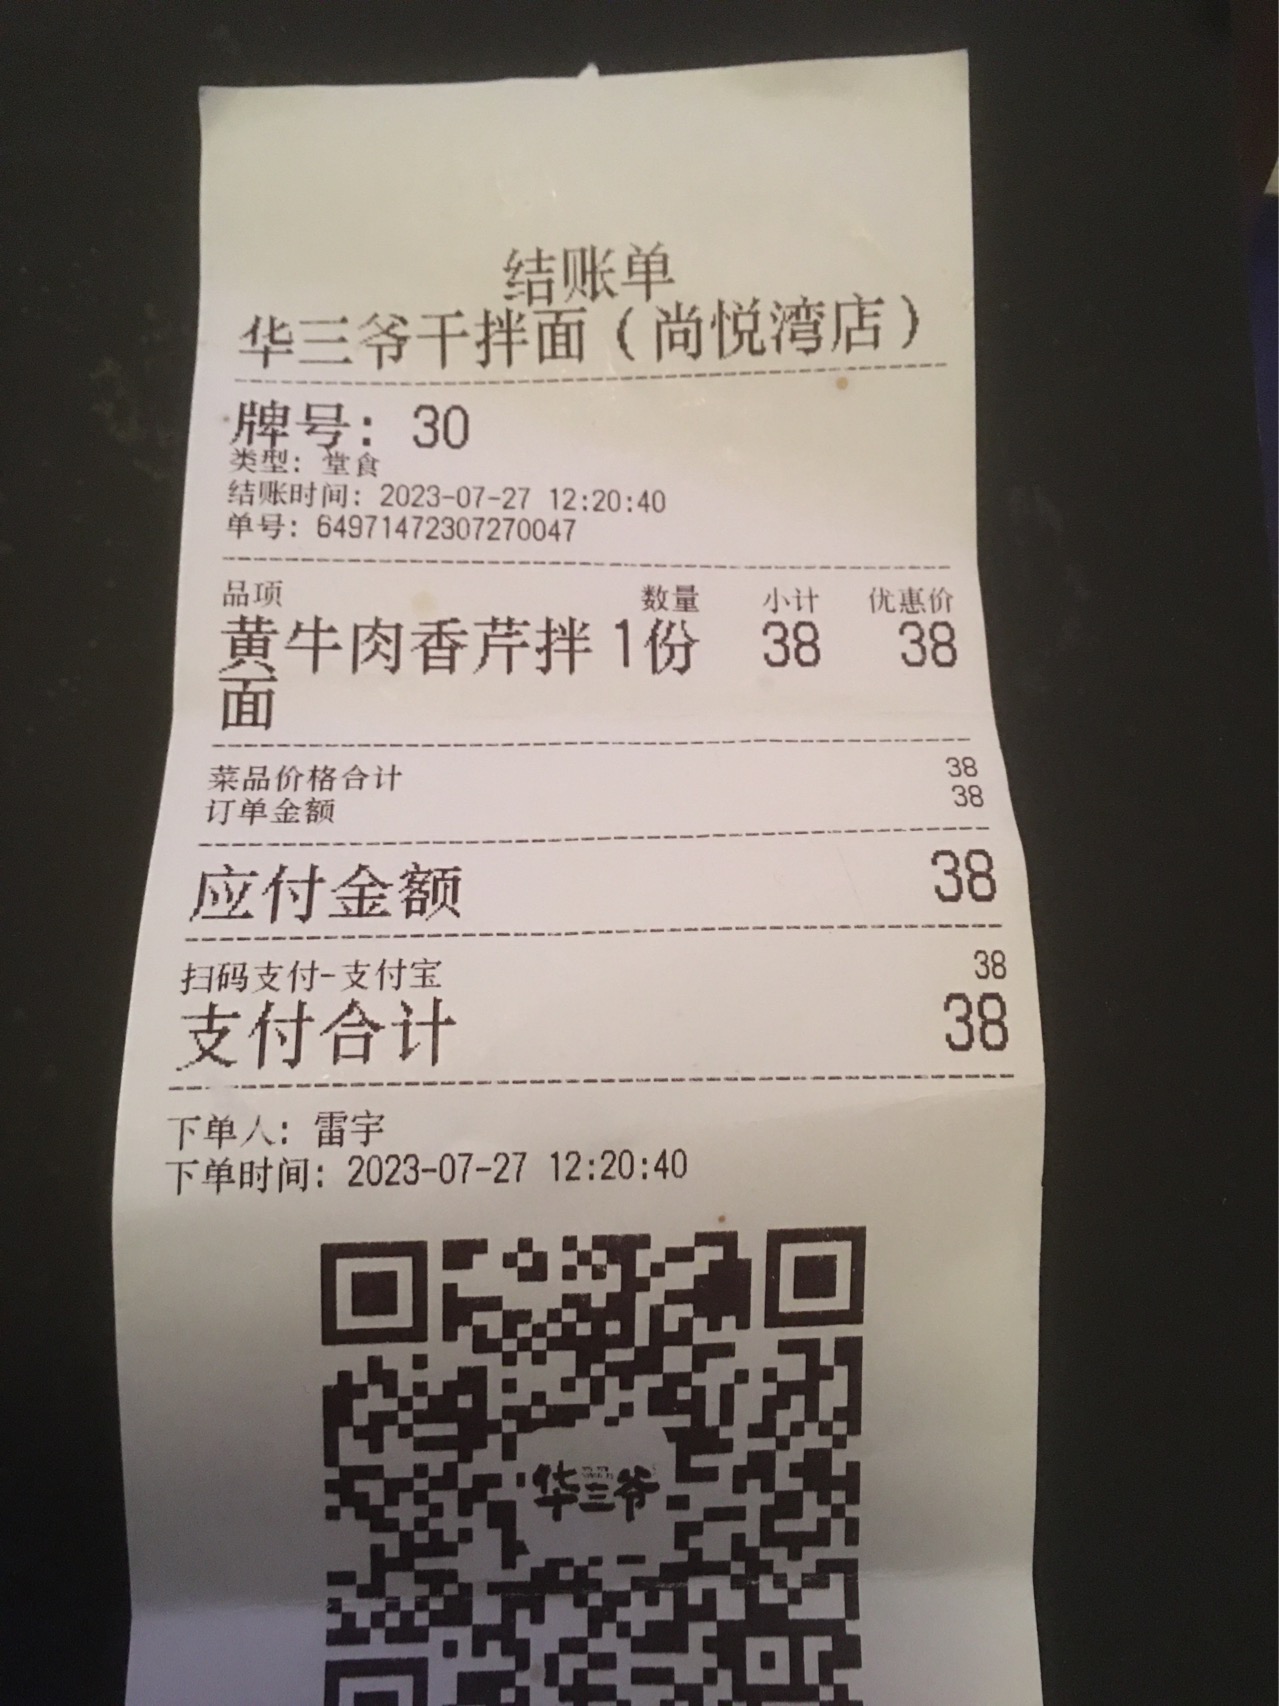 结账单
华三爷干拌面（尚悦湾店）
牌号：30
类型：堂食
结账时间：2023-07-27 12:20:40
单号：64971472307270047
品项 数量 小计 优惠价
黄牛肉香芹拌 1份 38 38
面
菜品价格合计 38
订单金额 38
应付金额 38
扫码支付-支付宝 38
支付合计 38
下单人：雷宇
下单时间：2023-07-27 12:20:40
华三爷